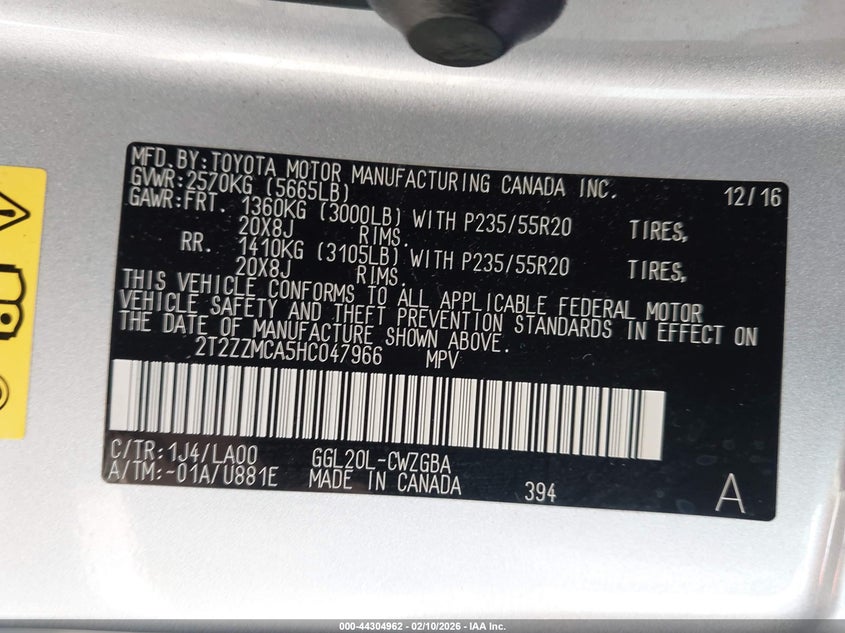 MFD.BY:TOYOTA MOTOR MANUFACTURING CANADA INC. 12/16
GVWR:2570KG (5665LB)
GAWR:FRT. 1360KG (3000LB) WITH P235/55R20 TIRES,
20X8J RIMS.
RR. 1410KG (3105LB) WITH P235/55R20 TIRES,
20X8J RIMS.
THIS VEHICLE CONFORMS TO ALL APPLICABLE FEDERAL MOTOR
VEHICLE SAFETY AND THEFT PREVENTION STANDARDS IN EFFECT ON
THE DATE OF MANUFACTURE SHOWN ABOVE.
2T2ZZMCA5HC047966 MPV
C/TR:1J4/LA00 GGL20L-CWZGBA
A/TM:-01A/U881E MADE IN CANADA 394 A
000-44304962 - 02/10/2026 - IAA Inc.